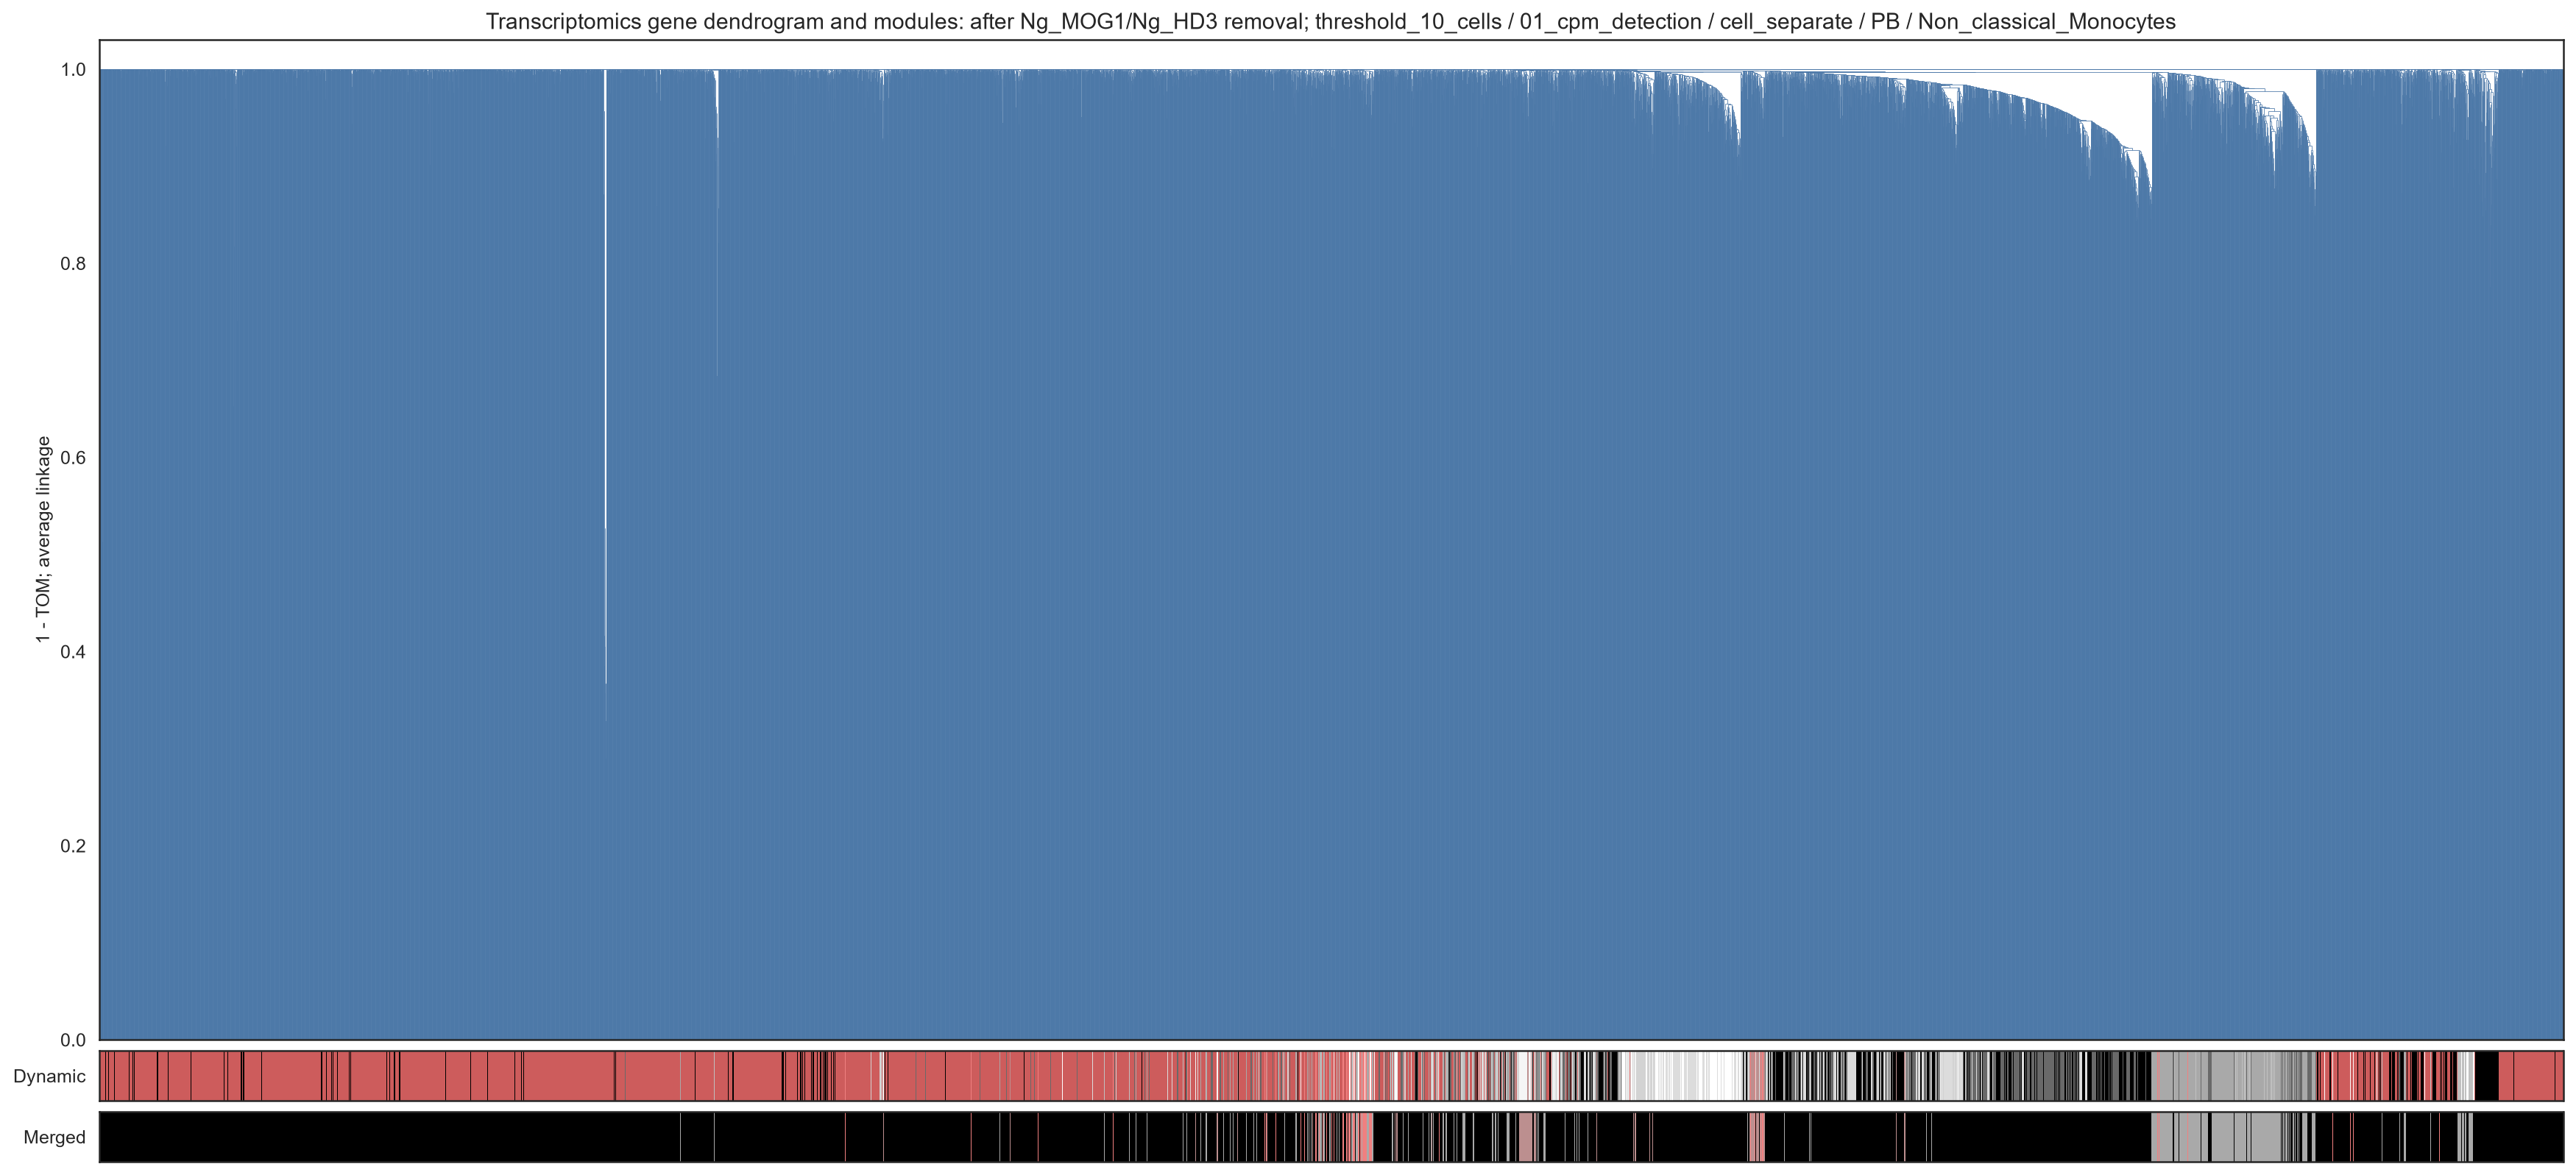 Transcriptomics gene dendrogram and modules: after Ng_MOG1/Ng_HD3 removal; threshold_10_cells / 01_cpm_detection / cell_separate / PB / Non_classical_Monocytes
1 - TOM; average linkage
1.0
0.8
0.6
0.4
0.2
0.0
Dynamic
Merged